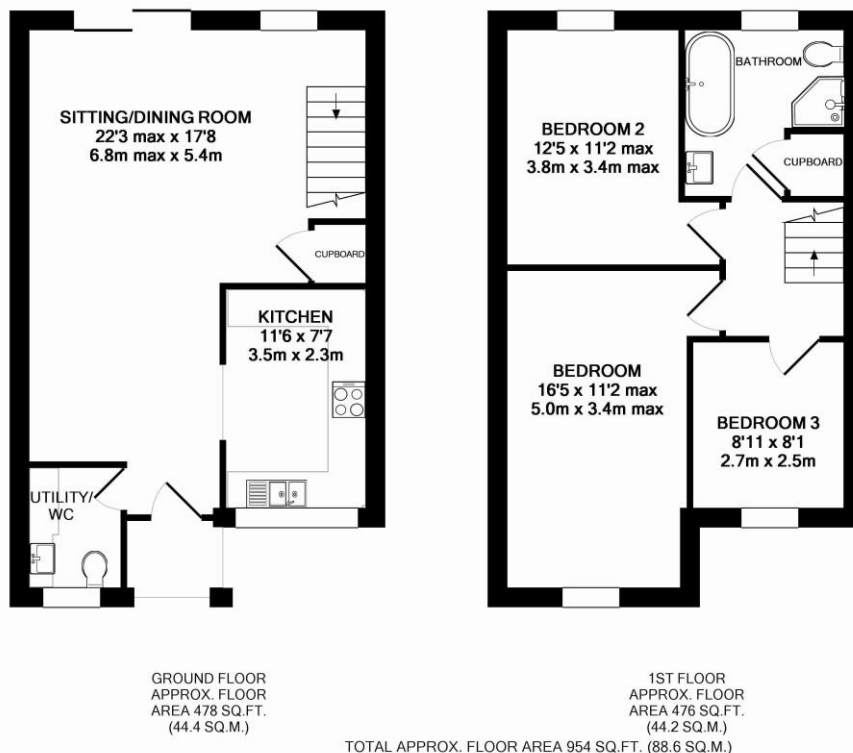 SITTING/DINING ROOM
22'3 max x 17'8
6.8m max x 5.4m
CUPBOARD
KITCHEN
11'6 x 7'7
3.5m x 2.3m
UTILITY/
WC
BATHROOM
BEDROOM 2
12'5 x 11'2 max
3.8m x 3.4m max
CUPBOARD
BEDROOM
16'5 x 11'2 max
5.0m x 3.4m max
BEDROOM 3
8'11 x 8'1
2.7m x 2.5m
GROUND FLOOR
APPROX. FLOOR
AREA 478 SQ.FT.
(44.4 SQ.M.)
1ST FLOOR
APPROX. FLOOR
AREA 476 SQ.FT.
(44.2 SQ.M.)
TOTAL APPROX. FLOOR AREA 954 SQ.FT. (88.6 SQ.M.)